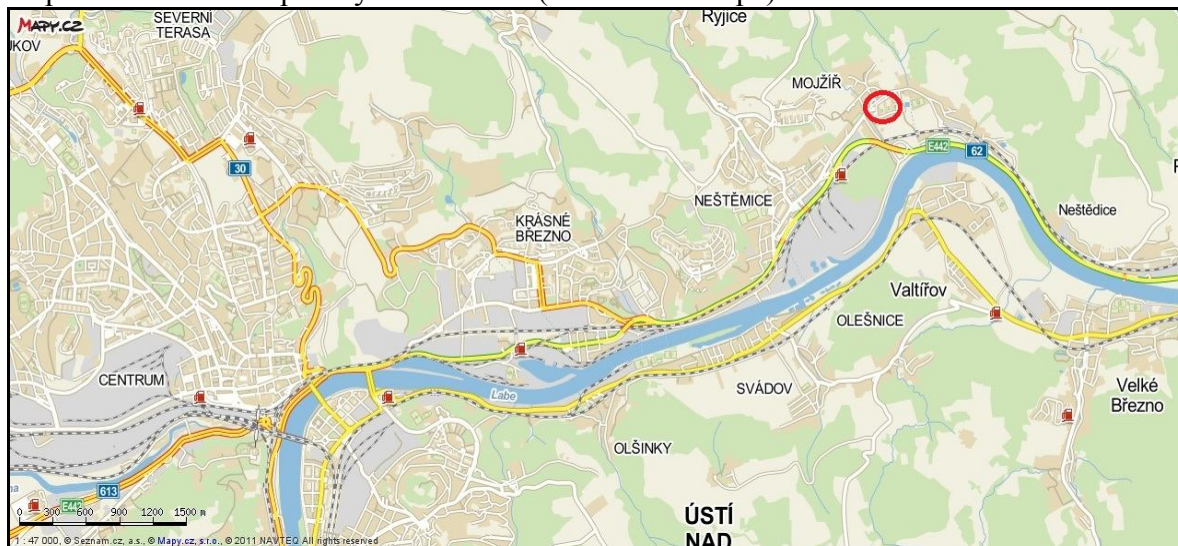 MAPY.CZ
SEVERNÍ
TERASA
Ryjice
UKOV
MOJŽÍŘ
E442
62
30
NEŠTĚMICE
Neštědice
KRÁSNÉ
BŘEZNO
Valtířov
OLEŠNICE
CENTRUM
SVÁDOV
Velké
Březno
Labe
OLŠINKY
613
E442
ÚSTÍ
NAD
0 300 600 900 1200 1500 m
1 : 47 000, © Seznam.cz, a.s., © Mapy.cz, s.r.o., © 2011 NAVTEQ All rights reserved